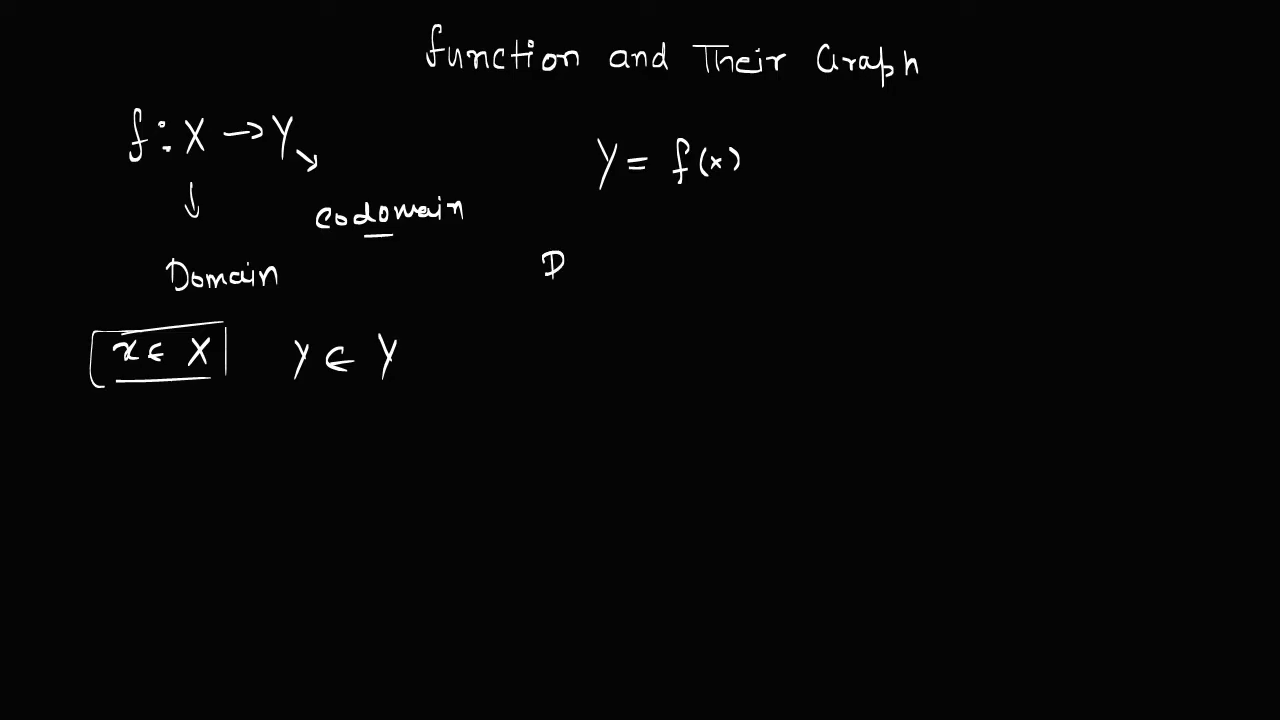 function and Their Graph
f : X → Y
y = f(x)
codomain
Domain
D
x ∈ X
y ∈ Y